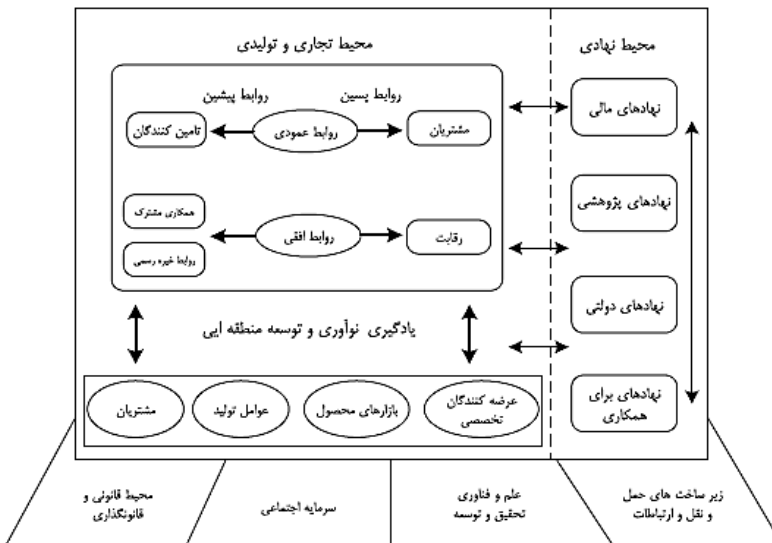 محیط تجاری و تولیدی
محیط نهادی
روابط پسین
روابط پیشین
مشتریان
روابط عمودی
تامین کنندگان
رقابت
روابط افقی
همکاری مشترک
روابط خیره رسمی
نهادهای مالی
نهادهای پژوهشی
نهادهای دولتی
نهادهای برای
همکاری
یادگیری نوآوری و توسعه منطقه ایی
عرضه کنندگان
تخصصی
بازارهای محصول
عوامل تولید
مشتریان
زیر ساخت های حمل
و نقل و ارتباطات
علم و فناوری
تحقیق و توسعه
سرمایه اجتماعی
محیط قانونی و
قانونگذاری